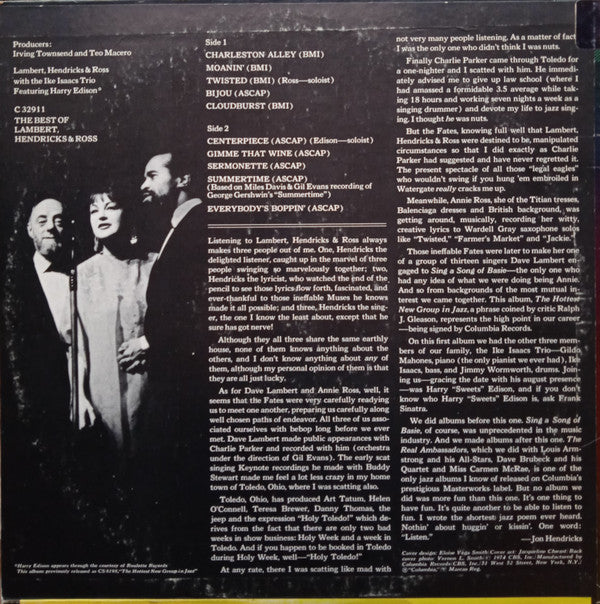 Producers:
Irving Townsend and Teo Macero
Lambert, Hendricks & Ross
with the Ike Isaacs Trio
Featuring Harry Edison*
C 32911
THE BEST OF
LAMBERT,
HENDRICKS & ROSS
*Harry Edison appears through the courtesy of Roulette Records
This album previously released as CS 8198, "The Hottest New Group in Jazz"
Side 1
CHARLESTON ALLEY (BMI)
MOANIN' (BMI)
TWISTED (BMI) (Ross—soloist)
BIJOU (ASCAP)
CLOUDBURST (BMI)
Side 2
CENTERPIECE (ASCAP) (Edison—soloist)
GIMME THAT WINE (ASCAP)
SERMONETTE (ASCAP)
SUMMERTIME (ASCAP)
(Based on Miles Davis & Gil Evans recording of
George Gershwin's "Summertime")
EVERYBODY'S BOPPIN' (ASCAP)
Listening to Lambert, Hendricks & Ross always
makes three people out of me. One, Hendricks the
delighted listener, caught up in the marvel of three
people swinging so marvelously together; two,
Hendricks the lyricist, who watched the end of the
pencil to see those lyrics flow forth, fascinated, and
ever-thankful to those ineffable Muses he knows
made it all possible; and three, Hendricks the sing-
er, the one I know the least about, except that he
sure has got nerve!
Although they all three share the same earthly
house, none of them knows anything about the
others, and I don't know anything about any of
them, although my personal opinion of them is that
they are all just lucky.
As for Dave Lambert and Annie Ross, well, it
seems that the Fates were very carefully readying
us to meet one another, preparing us carefully along
well chosen paths of endeavor. All three of us asso-
ciated ourselves with bebop long before we ever
met. Dave Lambert made public appearances with
Charlie Parker and recorded with him (orchestra
under the direction of Gil Evans). The early scat
singing Keynote recordings he made with Buddy
Stewart made me feel a lot less crazy in my home
town of Toledo, Ohio, where I was scatting also.
Toledo, Ohio, has produced Art Tatum, Helen
O'Connell, Teresa Brewer, Danny Thomas, the
jeep and the expression "Holy Toledo!" which de-
rives from the fact that there are only two bad
weeks in show business: Holy Week and a week in
Toledo. And if you happen to be booked in Toledo
during Holy Week, well—"Holy Toledo!"
At any rate, there I was scatting like mad with
not very many people listening. As a matter of fact
I was the only one who didn't think I was nuts.
Finally Charlie Parker came through Toledo for
a one-nighter and I scatted with him. He immedi-
ately advised me to give up law school (where I
had amassed a formidable 3.5 average while tak-
ing 18 hours and working seven nights a week as a
singing drummer) and devote my life to jazz sing-
ing. I thought he was nuts.
But the Fates, knowing full well that Lambert,
Hendricks & Ross were destined to be, manipulated
circumstances so that I did exactly as Charlie
Parker had suggested and have never regretted it.
The present spectacle of all those "legal eagles"
who wouldn't swing if you hung 'em embroiled in
Watergate really cracks me up.
Meanwhile, Annie Ross, she of the Titian tresses,
Balenciaga dresses and British background, was
getting around, musically, recording her witty,
creative lyrics to Wardell Gray saxophone solos
like "Twisted," "Farmer's Market" and "Jackie."
Those ineffable Fates were later to make her one
of a group of thirteen singers Dave Lambert en-
gaged to Sing a Song of Basie—the only one who
had any idea of what we were doing being Annie.
And so from backgrounds of the most mutual in-
terest we came together. This album, The Hottest
New Group in Jazz, a phrase coined by critic Ralph
J. Gleason, represents the high point in our career
—being signed by Columbia Records.
On this first album we had the other three mem-
bers of our family, the Ike Isaacs Trio—Gildo
Mahones, piano (the only pianist we ever had), Ike
Isaacs, bass, and Jimmy Wormworth, drums. Join-
ing us—gracing the date with his august presence
—was Harry "Sweets" Edison, and if you don't
know who Harry "Sweets" Edison is, ask Frank
Sinatra.
We did albums before this one. Sing a Song of
Basie, of course, was unprecedented in the music
industry. And we made albums after this one. The
Real Ambassadors, which we did with Louis Arm-
strong and his All-Stars, Dave Brubeck and his
Quartet and Miss Carmen McRae, is one of the
only jazz albums I know of released on Columbia's
prestigious Masterworks label. But no album we
did was more fun than this one. It's one thing to
have fun. It's quite another to be able to listen to
fun. I wrote the shortest jazz poem ever heard.
Nothin' about huggin' or kissin'. One word:
"Listen."
—Jon Hendricks
Cover design: Eloise Vega Smith/Cover art: Jacqueline Chwast/Back
cover photo: Vernon L. Smith/© 1974 CBS, Inc./Manufactured by
Columbia Records/CBS, Inc./51 West 52 Street, New York, N.Y./
® "Columbia," Marcas Reg.